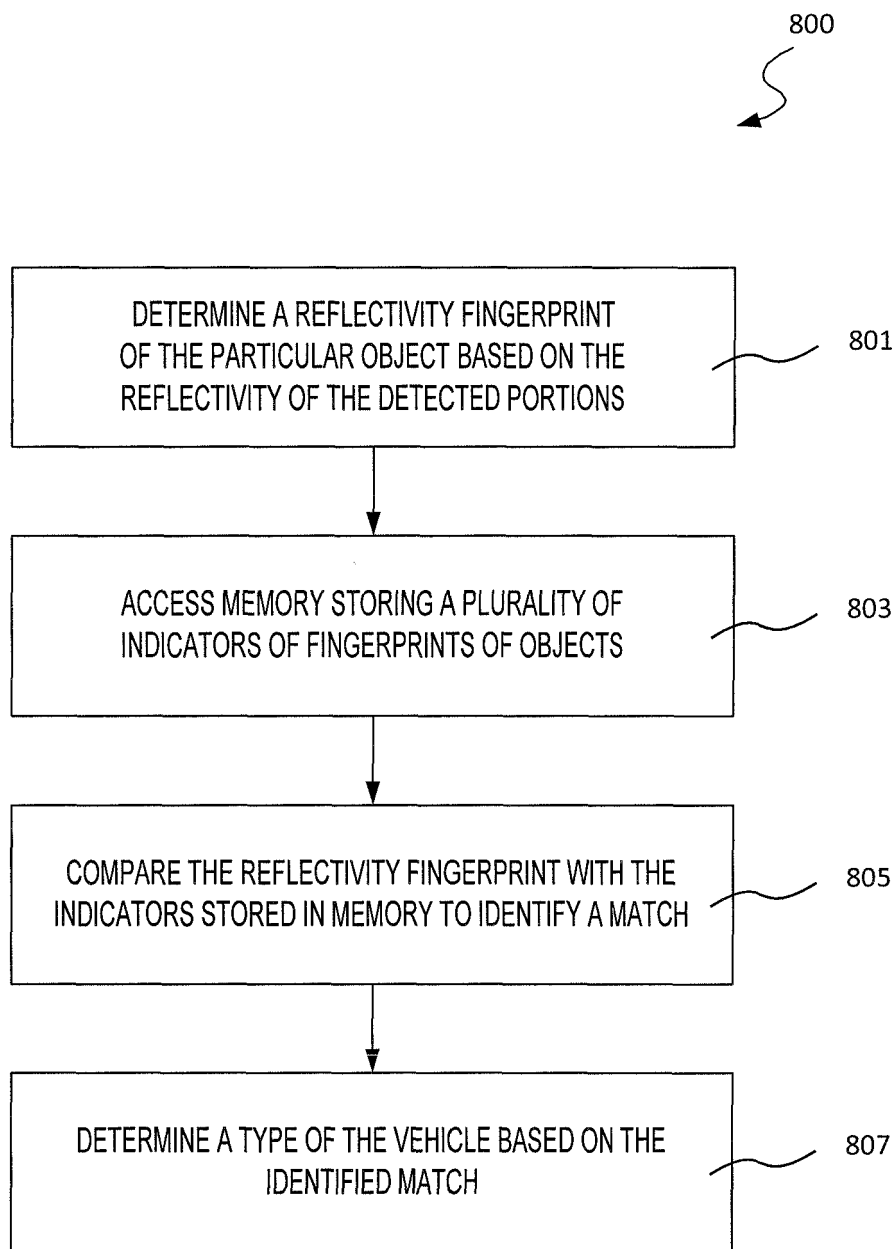 800
DETERMINE A REFLECTIVITY FINGERPRINT
OF THE PARTICULAR OBJECT BASED ON THE
REFLECTIVITY OF THE DETECTED PORTIONS
801
ACCESS MEMORY STORING A PLURALITY OF
INDICATORS OF FINGERPRINTS OF OBJECTS
803
COMPARE THE REFLECTIVITY FINGERPRINT WITH THE
INDICATORS STORED IN MEMORY TO IDENTIFY A MATCH
805
DETERMINE A TYPE OF THE VEHICLE BASED ON THE
IDENTIFIED MATCH
807